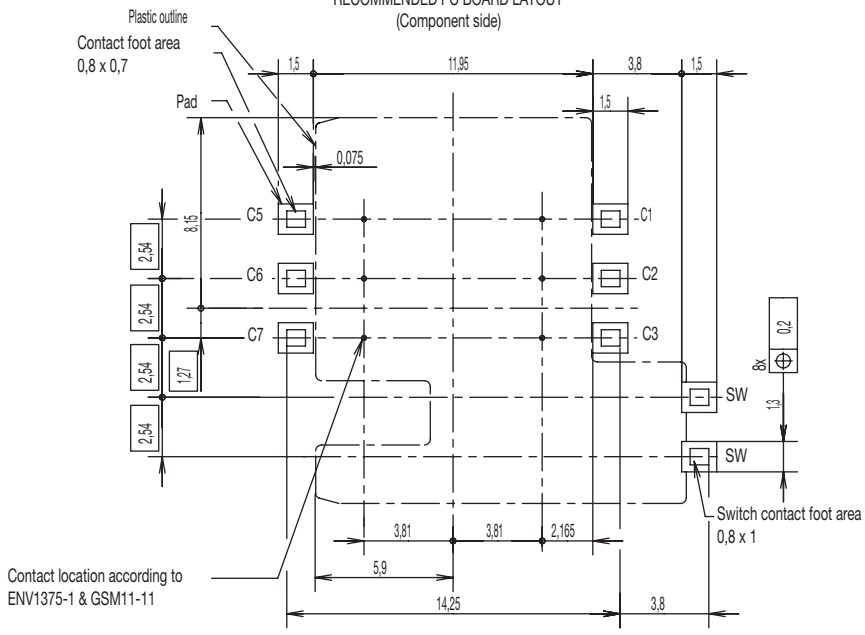 RECOMMENDED PC BOARD LAYOUT
(Component side)
Plastic outline
Contact foot area
0,8 x 0,7
Pad
1,5
11,95
3,8
1,5
1,5
0,075
8,15
C5
C1
2,54
C6
C2
2,54
C7
C3
1,27
2,54
2,54
8x
0,2
SW
1,3
SW
Switch contact foot area
0,8 x 1
3,81
3,81
2,165
5,9
Contact location according to
ENV1375-1 & GSM11-11
14,25
3,8